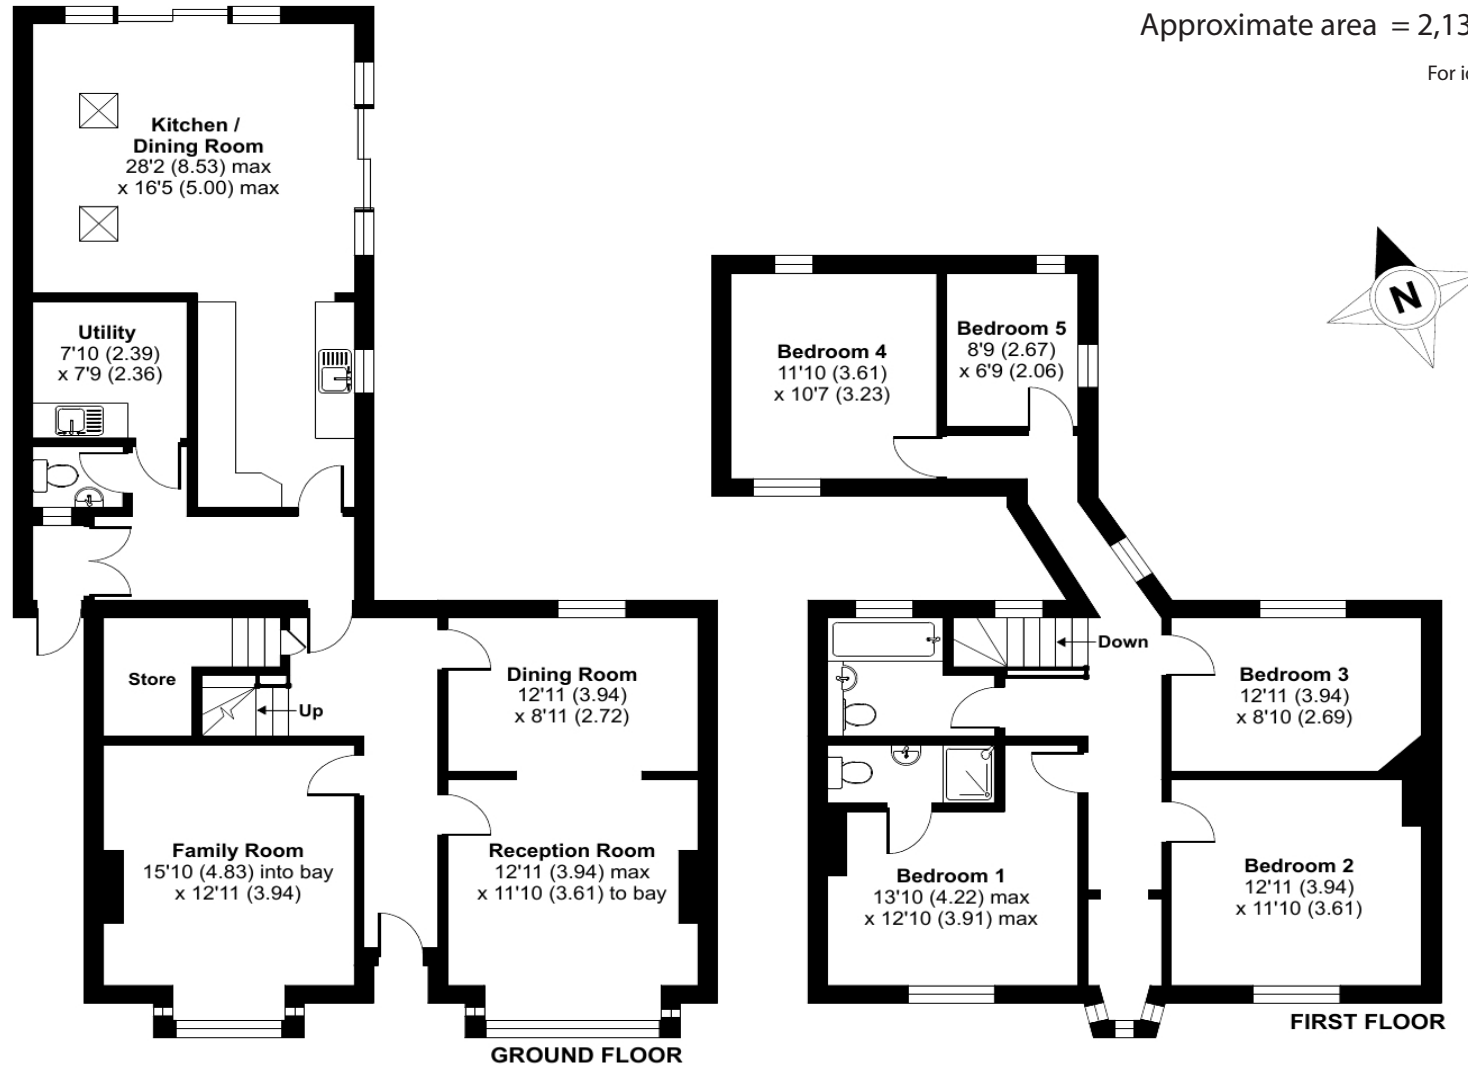 Approximate area = 2,13
For
Kitchen /
Dining Room
28'2 (8.53) max
x 16'5 (5.00) max
Utility
7'10 (2.39)
x 7'9 (2.36)
Store
Up
Dining Room
12'11 (3.94)
x 8'11 (2.72)
Family Room
15'10 (4.83) into bay
x 12'11 (3.94)
Reception Room
12'11 (3.94) max
x 11'10 (3.61) to bay
GROUND FLOOR
N
Bedroom 4
11'10 (3.61)
x 10'7 (3.23)
Bedroom 5
8'9 (2.67)
x 6'9 (2.06)
Down
Bedroom 3
12'11 (3.94)
x 8'10 (2.69)
Bedroom 1
13'10 (4.22) max
x 12'10 (3.91) max
Bedroom 2
12'11 (3.94)
x 11'10 (3.61)
FIRST FLOOR